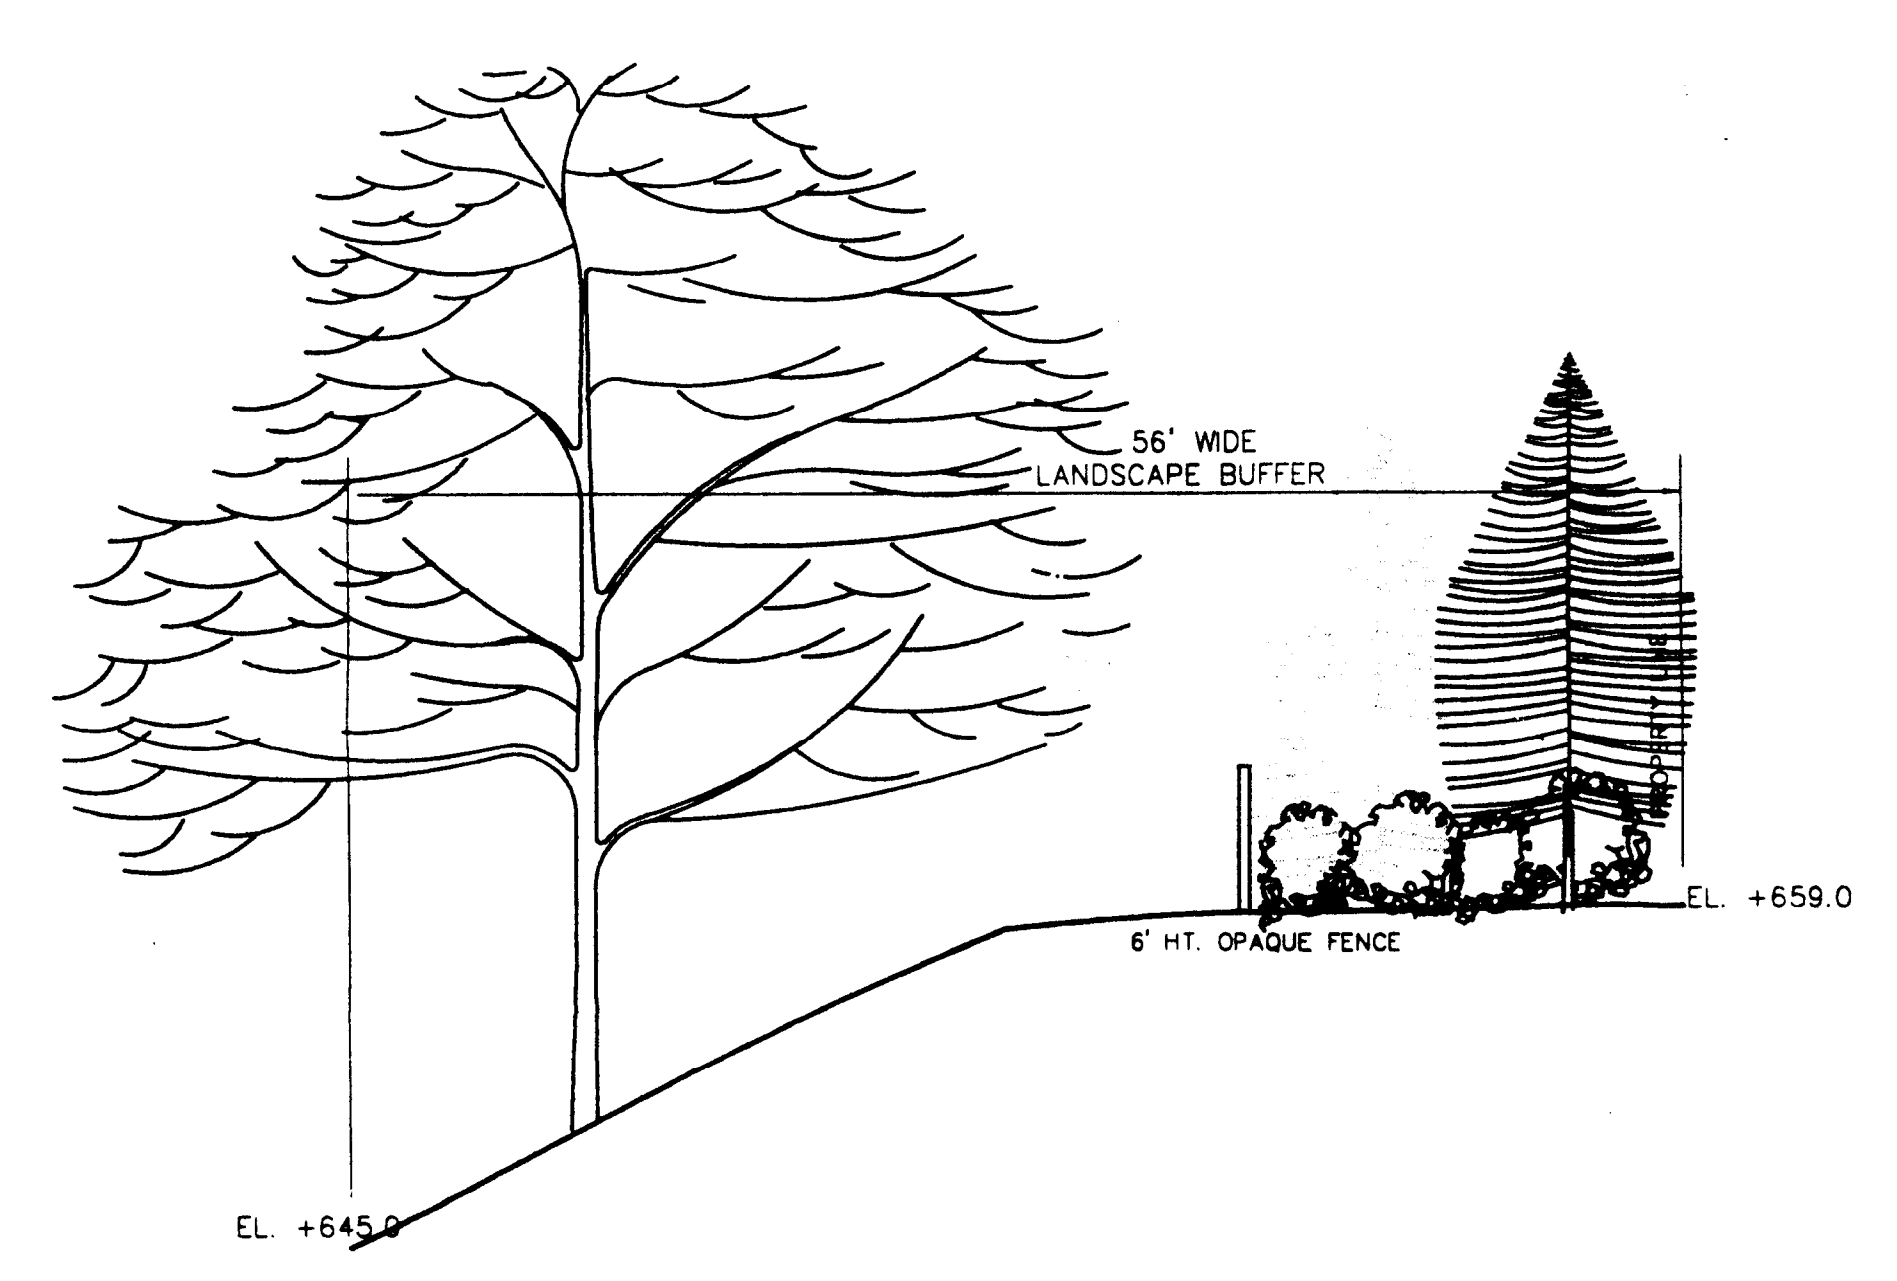 56' WIDE
LANDSCAPE BUFFER
PROPERTY LINE
EL. +659.0
6' HT. OPAQUE FENCE
EL. +645.0